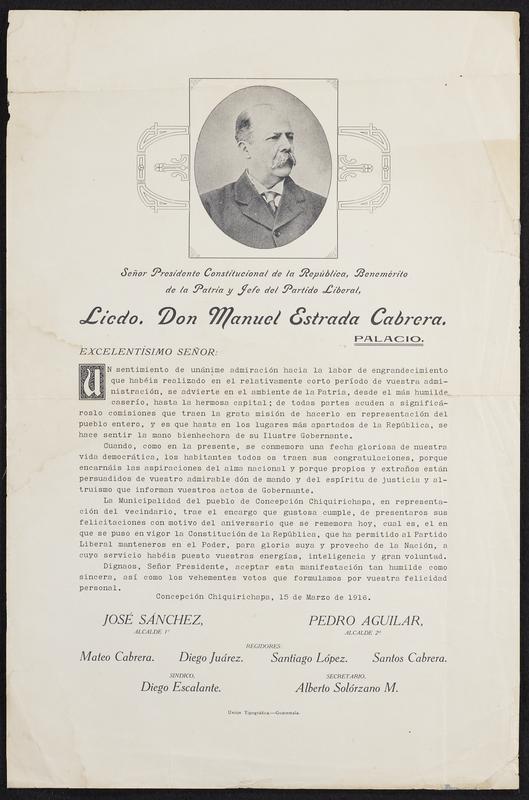 Señor Presidente Constitucional de la República, Benemérito
de la Patria y Jefe del Partido Liberal,
Licdo. Don Manuel Estrada Cabrera.
PALACIO.
EXCELENTÍSIMO SEÑOR:
UN sentimiento de unánime admiración hacia la labor de engrandecimiento
que habéis realizado en el relativamente corto período de vuestra admi-
nistración, se advierte en el ambiente de la Patria, desde el más humilde
caserío, hasta la hermosa capital; de todas partes acuden a significá-
roslo comisiones que traen la grata misión de hacerlo en representación del
pueblo entero, y es que hasta en los lugares más apartados de la República, se
hace sentir la mano bienhechora de su Ilustre Gobernante.
Cuando, como en la presente, se conmemora una fecha gloriosa de nuestra
vida democrática, los habitantes todos os traen sus congratulaciones, porque
encarnáis las aspiraciones del alma nacional y porque propios y extraños están
persuadidos de vuestro admirable dón de mando y del espíritu de justicia y al-
truismo que informan vuestros actos de Gobernante.
La Municipalidad del pueblo de Concepción Chiquirichapa, en representa-
ción del vecindario, trae el encargo que gustosa cumple, de presentaros sus
felicitaciones con motivo del aniversario que se rememora hoy, cual es, el en
que se puso en vigor la Constitución de la República, que ha permitido al Partido
Liberal manteneros en el Poder, para gloria suya y provecho de la Nación, a
cuyo servicio habéis puesto vuestras energías, inteligencia y gran voluntad.
Dignaos, Señor Presidente, aceptar esta manifestación tan humilde como
sincera, así como los vehementes votos que formulamos por vuestra felicidad
personal.
Concepción Chiquirichapa, 15 de Marzo de 1916.
JOSÉ SÁNCHEZ, PEDRO AGUILAR,
ALCALDE 1º ALCALDE 2º
REGIDORES:
Mateo Cabrera. Diego Juárez. Santiago López. Santos Cabrera.
SINDICO, SECRETARIO,
Diego Escalante. Alberto Solórzano M.
Unión Tipográfica.—Guatemala.